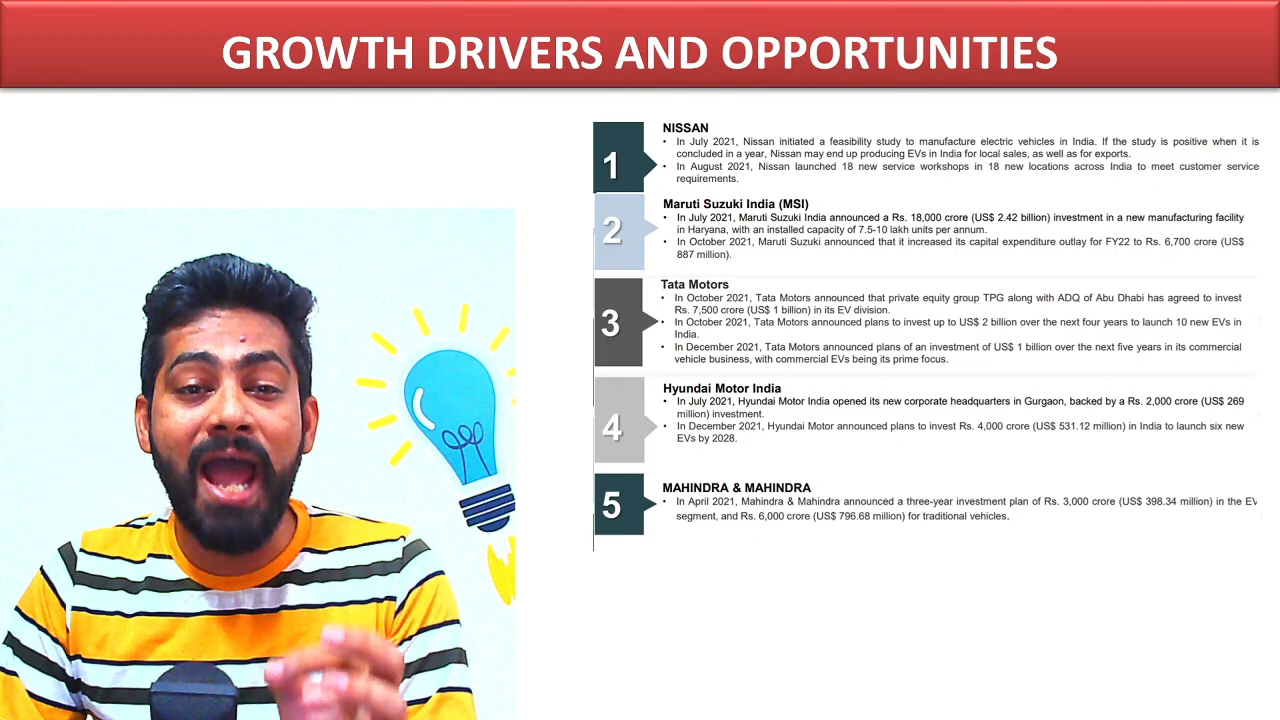 GROWTH DRIVERS AND OPPORTUNITIES
1
NISSAN
• In July 2021, Nissan initiated a feasibility study to manufacture electric vehicles in India. If the study is positive when it is
concluded in a year, Nissan may end up producing EVs in India for local sales, as well as for exports.
• In August 2021, Nissan launched 18 new service workshops in 18 new locations across India to meet customer service
requirements.
2
Maruti Suzuki India (MSI)
• In July 2021, Maruti Suzuki India announced a Rs. 18,000 crore (US$ 2.42 billion) investment in a new manufacturing facility
in Haryana, with an installed capacity of 7.5-10 lakh units per annum.
• In October 2021, Maruti Suzuki announced that it increased its capital expenditure outlay for FY22 to Rs. 6,700 crore (US$
887 million).
3
Tata Motors
• In October 2021, Tata Motors announced that private equity group TPG along with ADQ of Abu Dhabi has agreed to invest
Rs. 7,500 crore (US$ 1 billion) in its EV division.
• In October 2021, Tata Motors announced plans to invest up to US$ 2 billion over the next four years to launch 10 new EVs in
India.
• In December 2021, Tata Motors announced plans of an investment of US$ 1 billion over the next five years in its commercial
vehicle business, with commercial EVs being its prime focus.
4
Hyundai Motor India
• In July 2021, Hyundai Motor India opened its new corporate headquarters in Gurgaon, backed by a Rs. 2,000 crore (US$ 269
million) investment.
• In December 2021, Hyundai Motor announced plans to invest Rs. 4,000 crore (US$ 531.12 million) in India to launch six new
EVs by 2028.
5
MAHINDRA & MAHINDRA
• In April 2021, Mahindra & Mahindra announced a three-year investment plan of Rs. 3,000 crore (US$ 398.34 million) in the EV
segment, and Rs. 6,000 crore (US$ 796.68 million) for traditional vehicles.